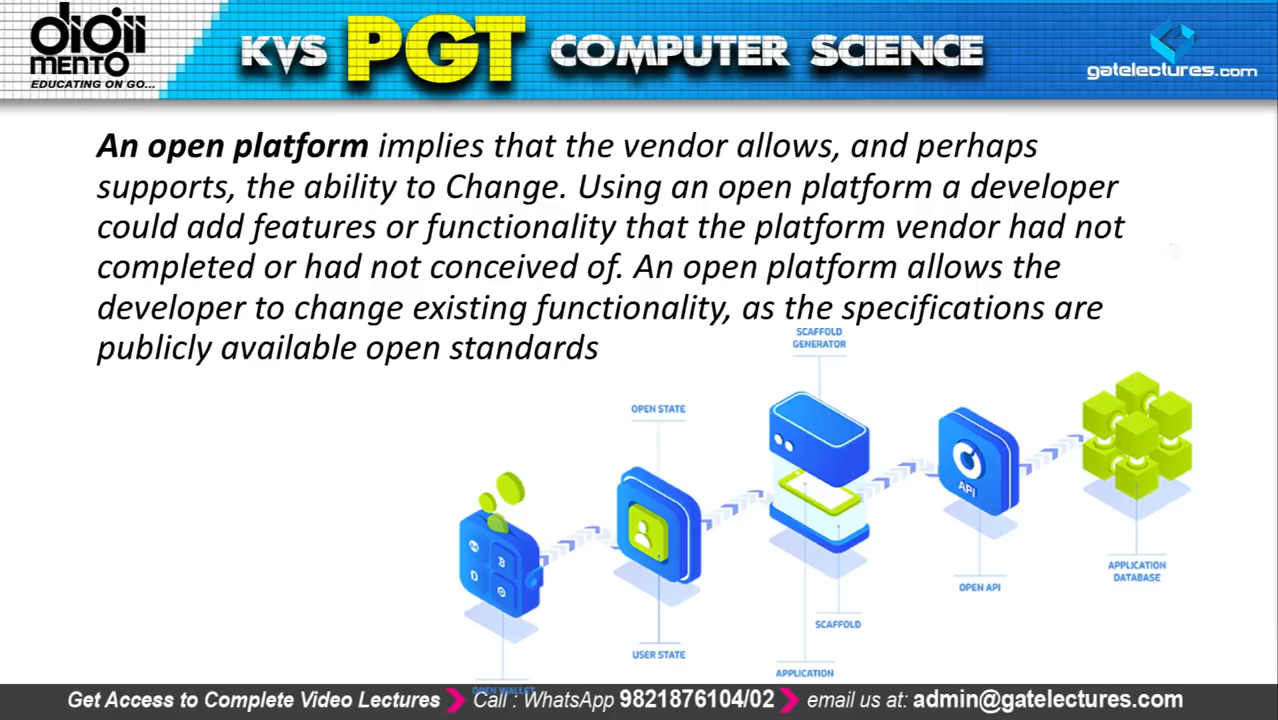 DIGII
MENTO
EDUCATING ON GO...
KVS PGT COMPUTER SCIENCE
gatelectures.com
An open platform implies that the vendor allows, and perhaps
supports, the ability to Change. Using an open platform a developer
could add features or functionality that the platform vendor had not
completed or had not conceived of. An open platform allows the
developer to change existing functionality, as the specifications are
publicly available open standards
SCAFFOLD
GENERATOR
OPEN STATE
API
APPLICATION
DATABASE
OPEN API
SCAFFOLD
USER STATE
APPLICATION
OPEN WALLET
Get Access to Complete Video Lectures Call : WhatsApp 9821876104/02 email us at: admin@gatelectures.com